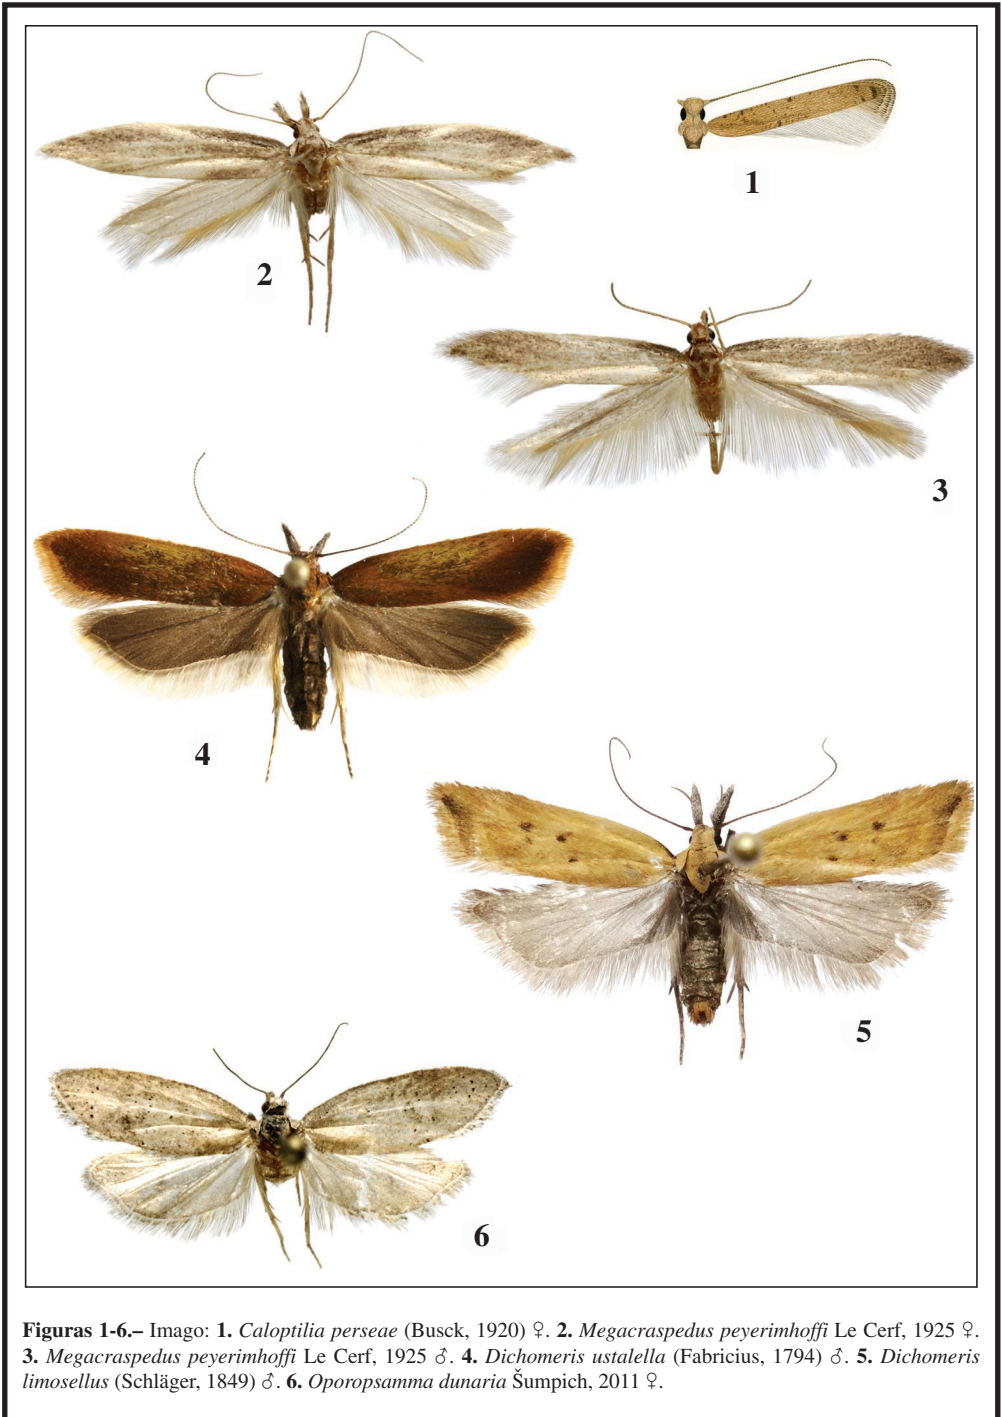 1
2
3
4
5
6
Figuras 1-6.– Imago: 1. Caloptilia perseae (Busck, 1920) ♀. 2. Megacraspedus peyerimhoffi Le Cerf, 1925 ♀.
3. Megacraspedus peyerimhoffi Le Cerf, 1925 ♂. 4. Dichomeris ustalella (Fabricius, 1794) ♂. 5. Dichomeris
limosellus (Schläger, 1849) ♂. 6. Oporopsamma dunaria Šumpich, 2011 ♀.